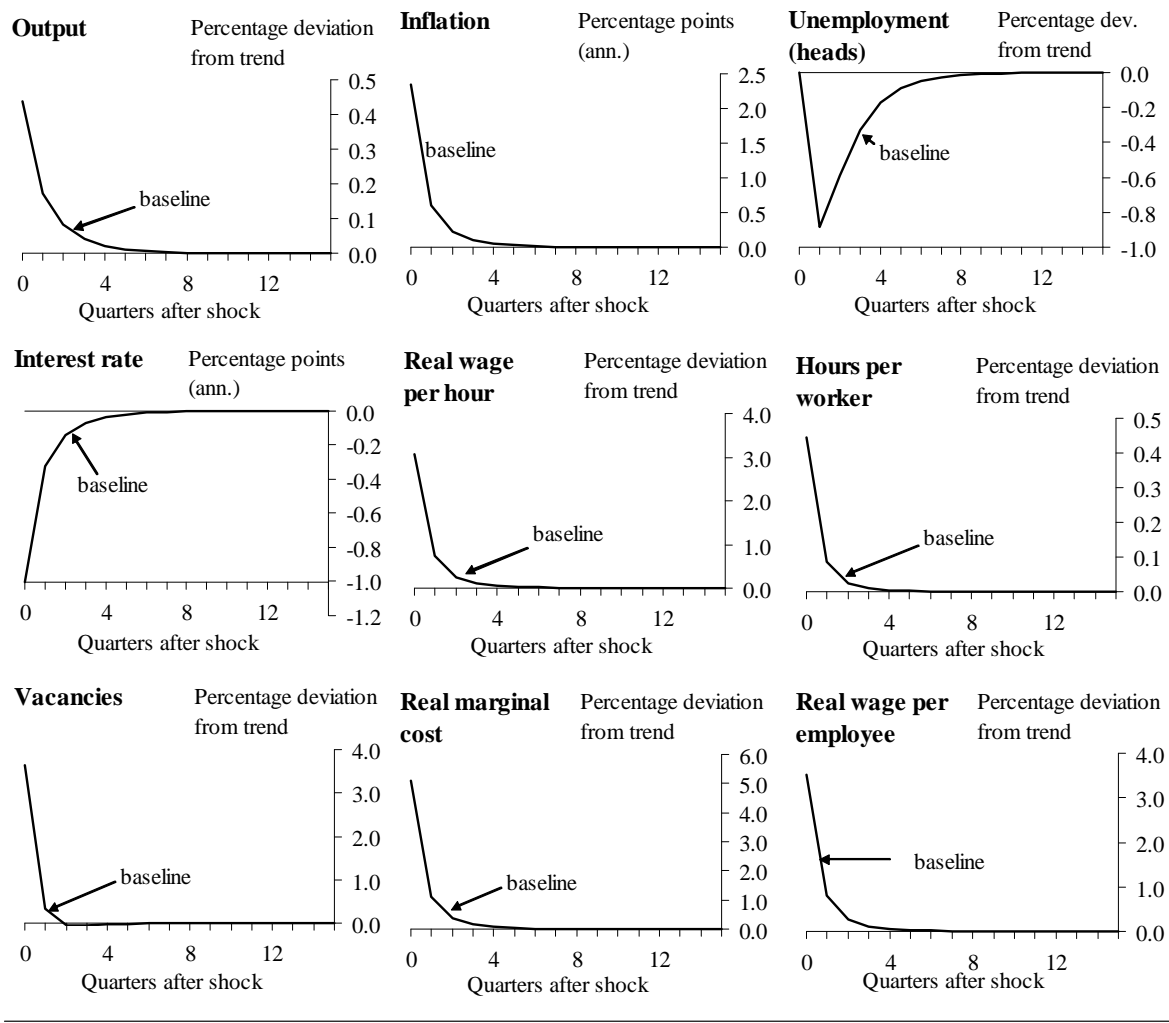 Output
Percentage deviation
from trend
0.5
0.4
0.3
0.2
0.1
0.0
baseline
0 4 8 12
Quarters after shock
Inflation
Percentage points
(ann.)
2.5
2.0
1.5
1.0
0.5
0.0
baseline
0 4 8 12
Quarters after shock
Unemployment
(heads)
Percentage dev.
from trend
0.0
-0.2
-0.4
-0.6
-0.8
-1.0
baseline
0 4 8 12
Quarters after shock
Interest rate
Percentage points
(ann.)
0.0
-0.2
-0.4
-0.6
-0.8
-1.0
-1.2
baseline
0 4 8 12
Quarters after shock
Real wage
per hour
Percentage deviation
from trend
4.0
3.0
2.0
1.0
0.0
baseline
0 4 8 12
Quarters after shock
Hours per
worker
Percentage deviation
from trend
0.5
0.4
0.3
0.2
0.1
0.0
baseline
0 4 8 12
Quarters after shock
Vacancies
Percentage deviation
from trend
4.0
3.0
2.0
1.0
0.0
baseline
0 4 8 12
Quarters after shock
Real marginal
cost
Percentage deviation
from trend
6.0
5.0
4.0
3.0
2.0
1.0
0.0
baseline
0 4 8 12
Quarters after shock
Real wage per
employee
Percentage deviation
from trend
4.0
3.0
2.0
1.0
0.0
baseline
0 4 8 12
Quarters after shock